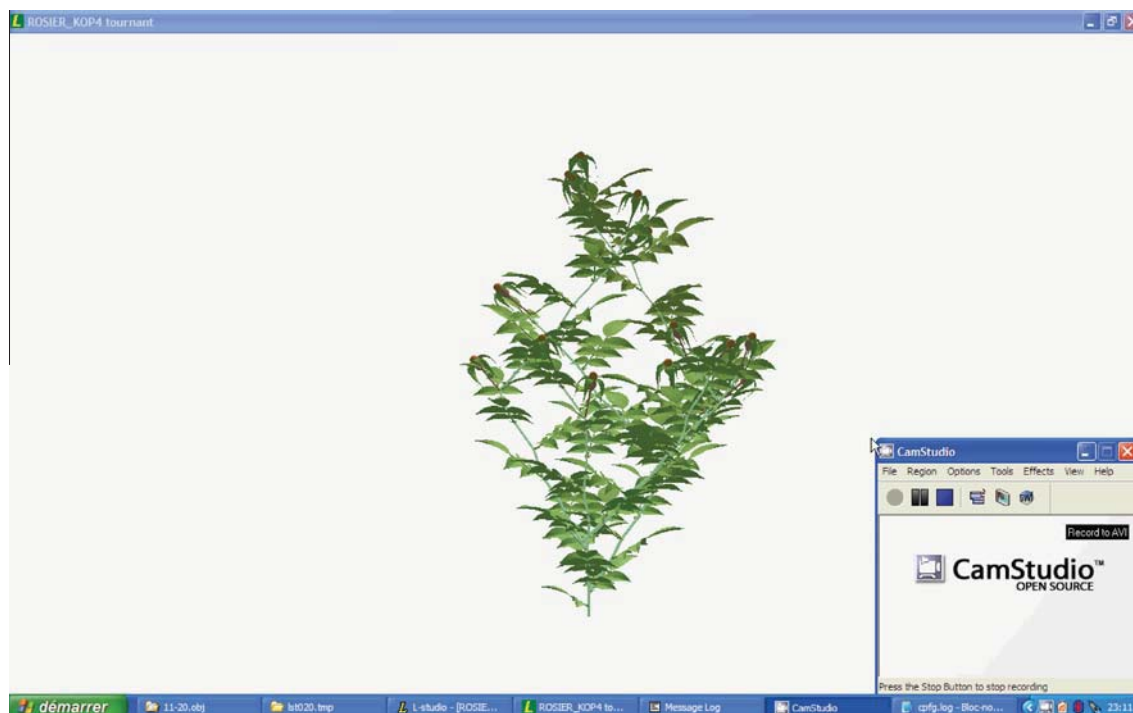 ROSIER_KOP4 tournant
CamStudio
File Region Options Tools Effects View Help
Record to AVI
CamStudio™
OPEN SOURCE
Press the Stop Button to stop recording
démarrer
11-20.obj
lst020.tmp
L-studio - [ROSIE...
ROSIER_KOP4 to...
Message Log
CamStudio
cpfg.log - Bloc-no...
23:11